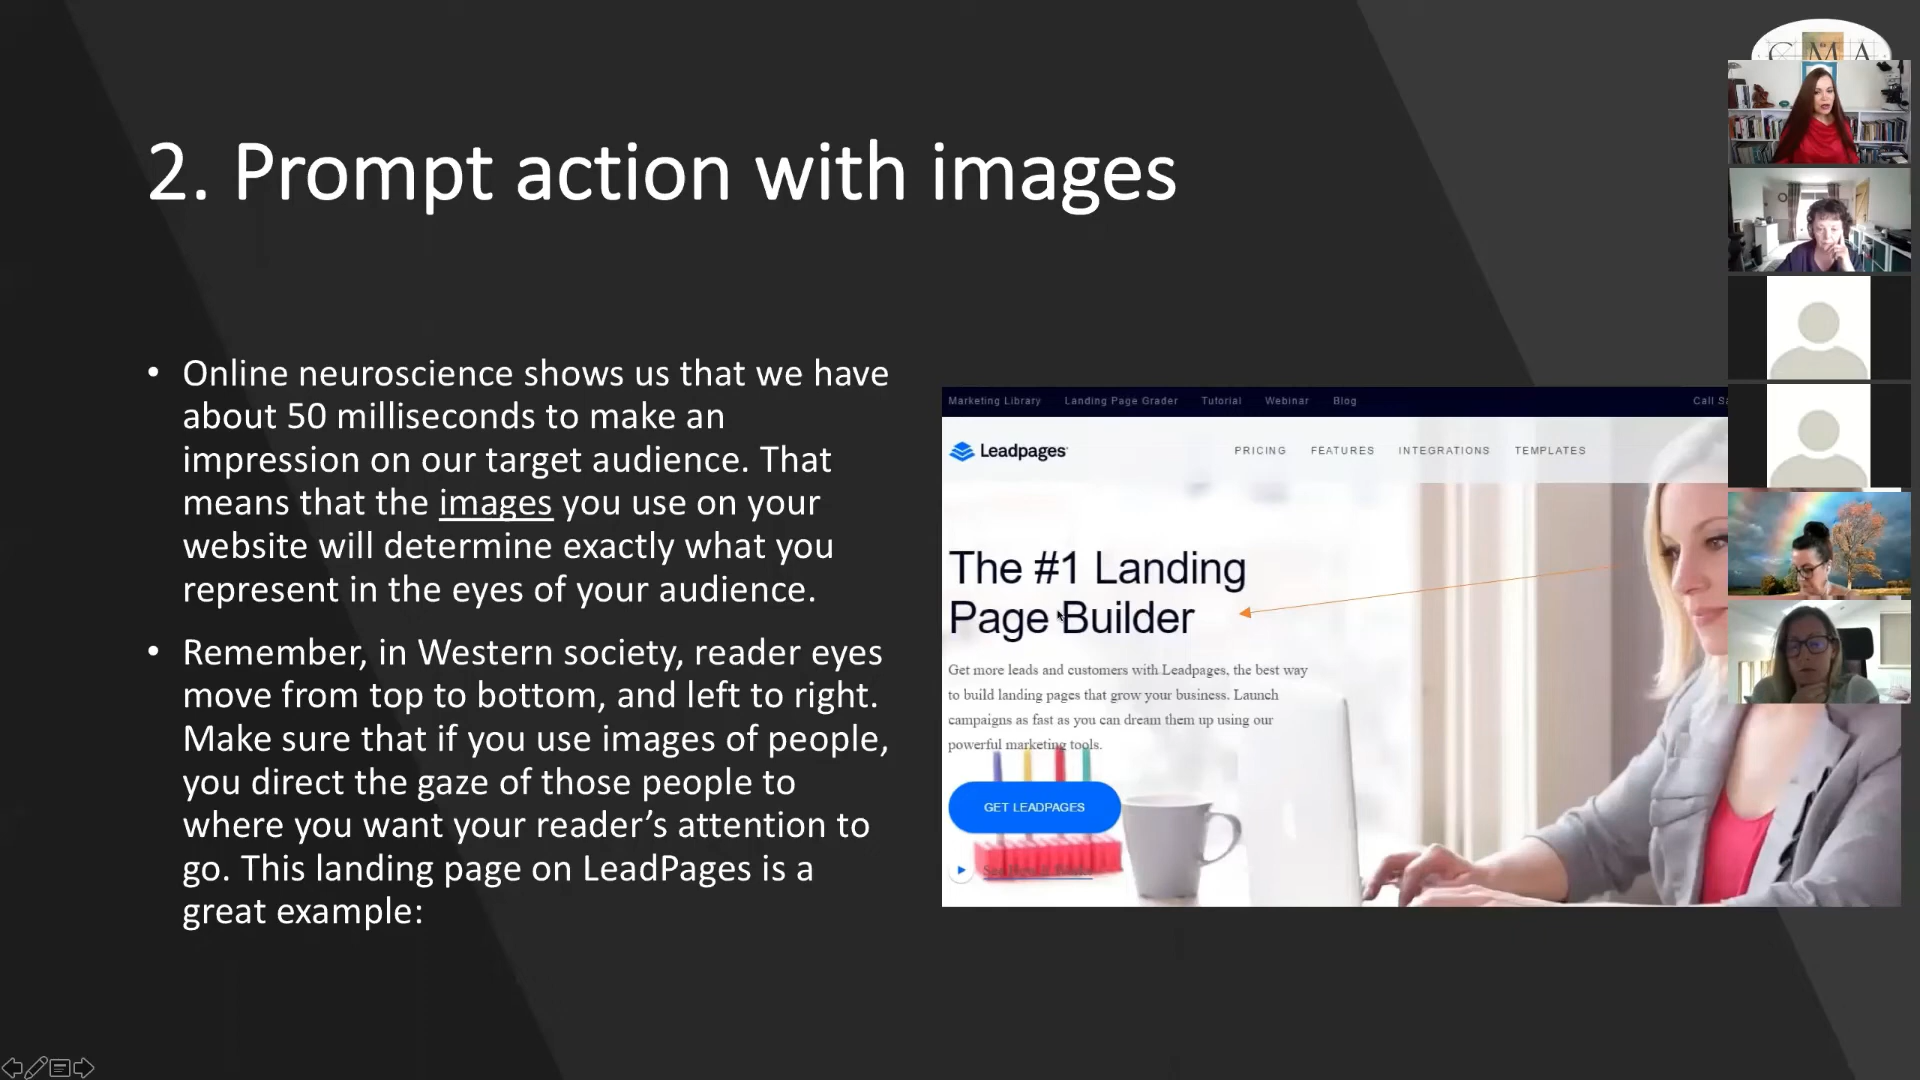 2. Prompt action with images
• Online neuroscience shows us that we have
about 50 milliseconds to make an
impression on our target audience. That
means that the images you use on your
website will determine exactly what you
represent in the eyes of your audience.
• Remember, in Western society, reader eyes
move from top to bottom, and left to right.
Make sure that if you use images of people,
you direct the gaze of those people to
where you want your reader’s attention to
go. This landing page on LeadPages is a
great example:
Marketing Library Landing Page Grader Tutorial Webinar Blog Call
Leadpages
PRICING FEATURES INTEGRATIONS TEMPLATES
The #1 Landing
Page Builder
Get more leads and customers with Leadpages, the best way
to build landing pages that grow your business. Launch
campaigns as fast as you can dream them up using our
powerful marketing tools.
GET LEADPAGES
CMA